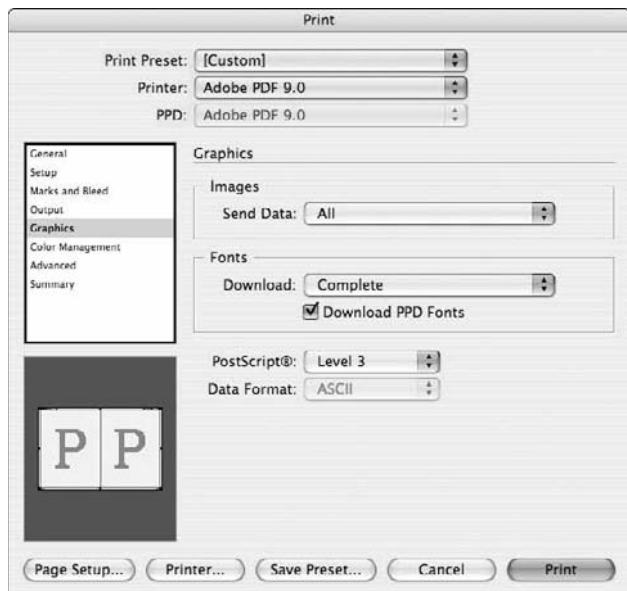 Print
Print Preset: [Custom]
Printer: Adobe PDF 9.0
PPD: Adobe PDF 9.0
General
Setup
Marks and Bleed
Output
Graphics
Color Management
Advanced
Summary
Graphics
Images
Send Data: All
Fonts
Download: Complete
Download PPD Fonts
PostScript®: Level 3
Data Format: ASCII
P P
Page Setup... Printer... Save Preset... Cancel Print